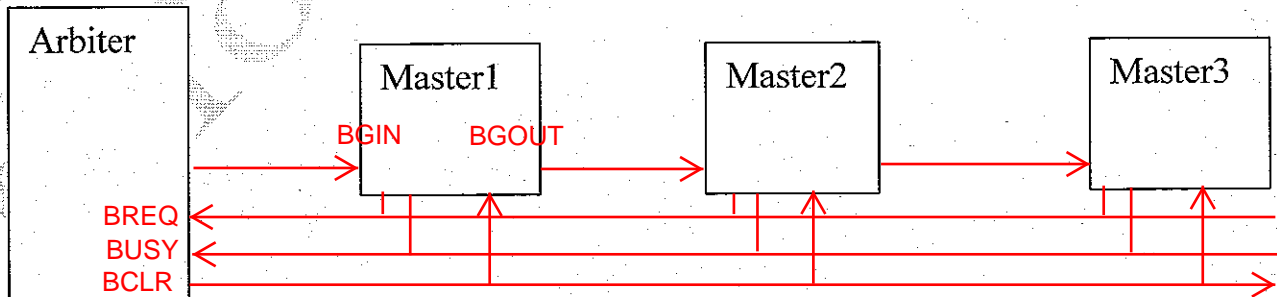 Arbiter
Master1
Master2
Master3
BGIN
BGOUT
BREQ
BUSY
BCLR